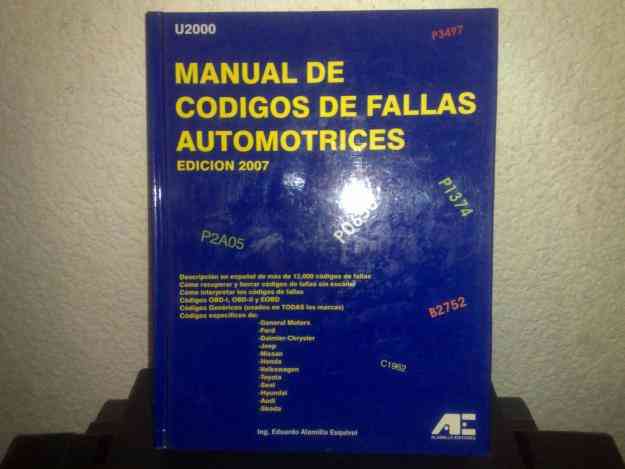 U2000
P3497
MANUAL DE
CODIGOS DE FALLAS
AUTOMOTRICES
EDICION 2007
P1374
P2A05
Descripción en español de más de 12,000 códigos de fallas
Cómo recuperar y borrar códigos de fallas sin escáner
Cómo interpretar los códigos de fallas
Códigos OBD-I, OBD-II y EOBD
Códigos Genéricos (usados en TODAS las marcas)
Códigos específicos de:
-General Motors
-Ford
-Daimler-Chrysler
-Jeep
-Nissan
-Honda
-Volkswagen
-Toyota
-Seat
-Hyundai
-Audi
-Skoda
B2752
C1962
Ing. Eduardo Alamilla Esquivel
AE
ALAMILLO EDITORES